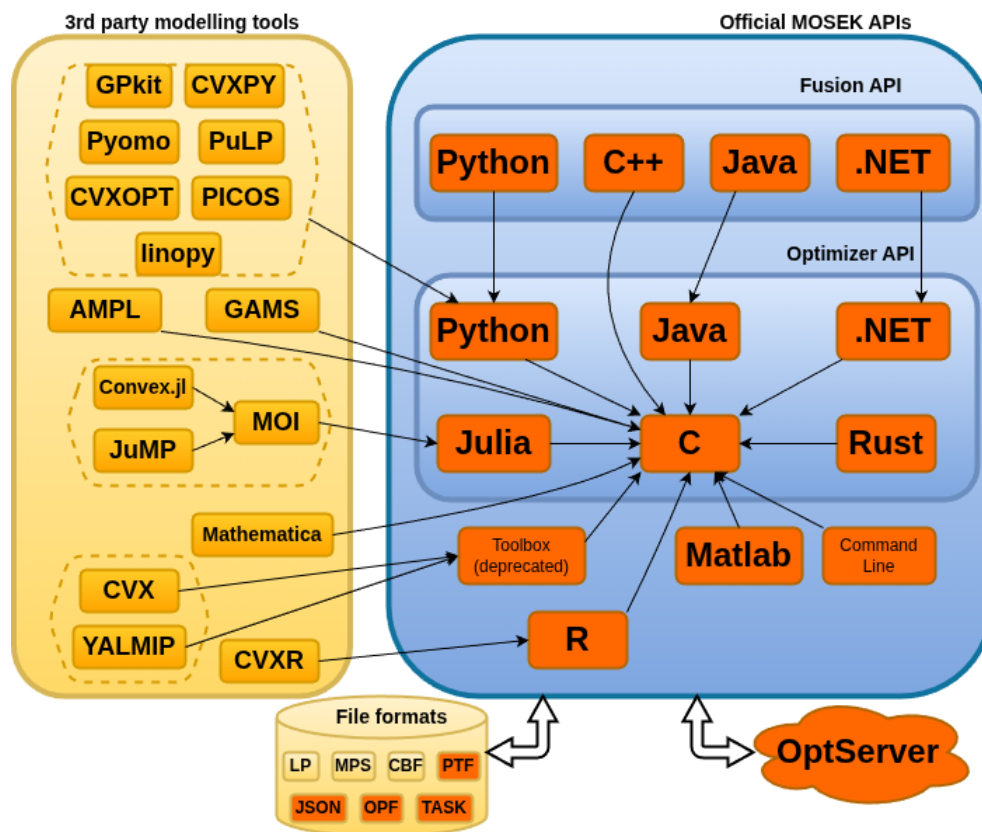 3rd party modelling tools
Official MOSEK APIs
GPkit
CVXPY
Pyomo
PuLP
CVXOPT
PICOS
linopy
AMPL
GAMS
Convex.jl
JuMP
MOI
Mathematica
CVX
YALMIP
CVXR
Fusion API
Python
C++
Java
.NET
Optimizer API
Python
Java
.NET
Julia
C
Rust
Toolbox
(deprecated)
Matlab
Command
Line
R
File formats
LP
MPS
CBF
PTF
JSON
OPF
TASK
OptServer